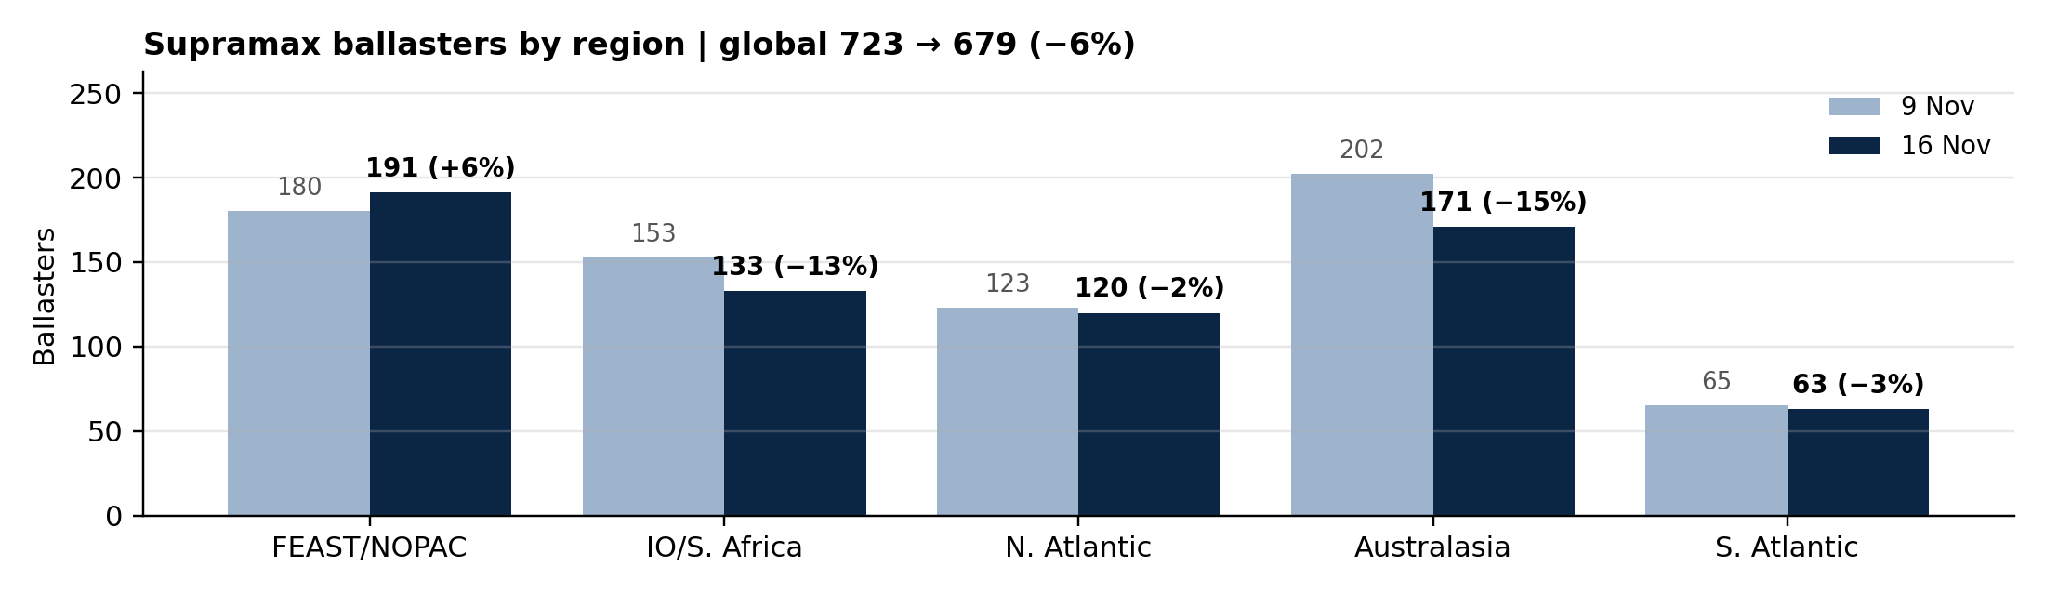 Supramax ballasters by region | global 723 → 679 (−6%)
Ballasters
250
200
150
100
50
0
9 Nov
16 Nov
180
191 (+6%)
153
133 (−13%)
123
120 (−2%)
202
171 (−15%)
65
63 (−3%)
FEAST/NOPAC
IO/S. Africa
N. Atlantic
Australasia
S. Atlantic